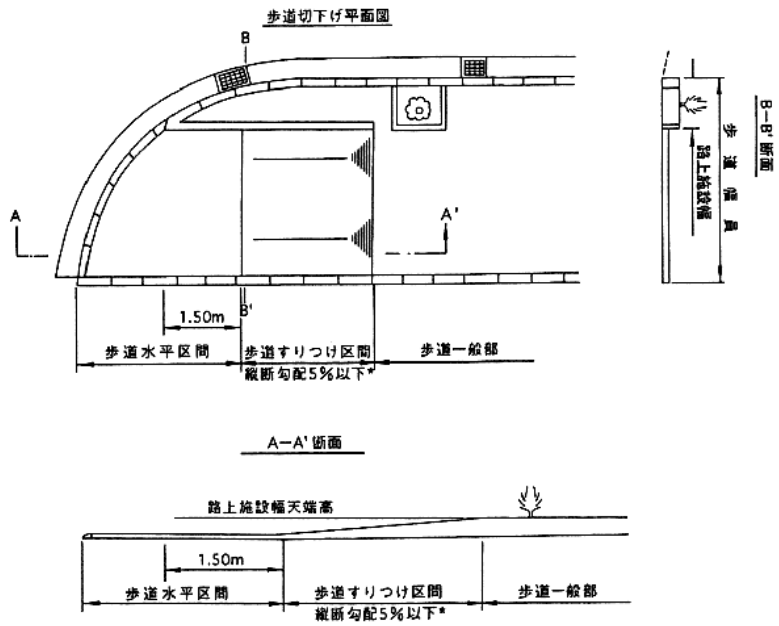 歩道切下げ平面図
B
A
A'
B'
1.50m
歩道水平区間
歩道すりつけ区間
縦断勾配5%以下*
歩道一般部
B-B'断面
歩道幅員
路上施設幅
A-A'断面
路上施設幅天端高
1.50m
歩道水平区間
歩道すりつけ区間
縦断勾配5%以下*
歩道一般部